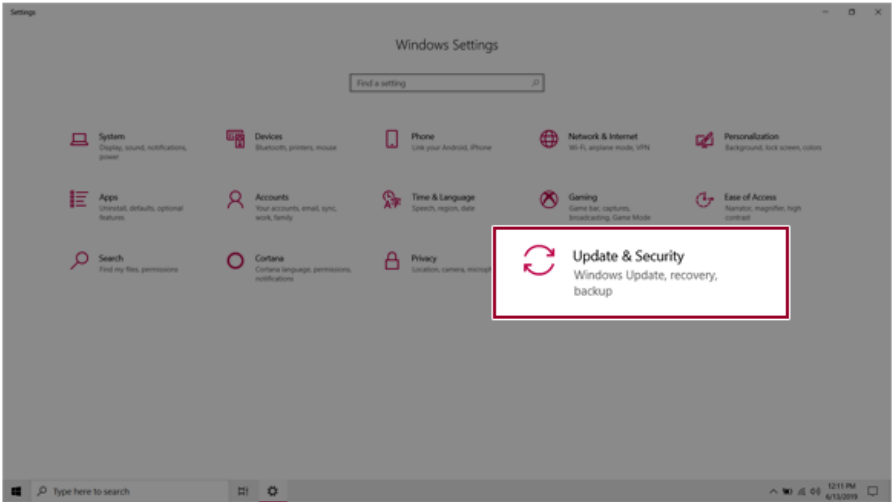 Settings
Windows Settings
Find a setting
System
Display, sound, notifications,
power
Devices
Bluetooth, printers, mouse
Phone
Link your Android, iPhone
Network & Internet
Wi-Fi, airplane mode, VPN
Personalization
Background, lock screen, colors
Apps
Uninstall, defaults, optional
features
Accounts
Your accounts, email, sync,
work, family
Time & Language
Speech, region, date
Gaming
Game bar, captures,
broadcasting, Game Mode
Ease of Access
Narrator, magnifier, high
contrast
Search
Find my files, permissions
Cortana
Cortana language, permissions,
notifications
Privacy
Location, camera, microph
Update & Security
Windows Update, recovery,
backup
Type here to search
12:11 PM
6/13/2019